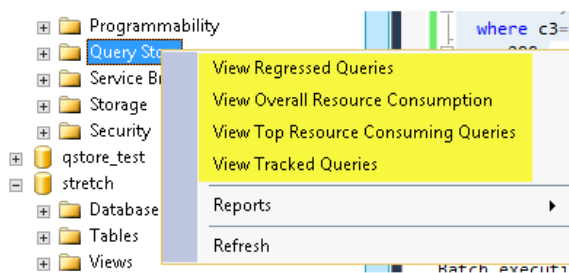 Programmability
where c3=
Query Sto
View Regressed Queries
Service B
View Overall Resource Consumption
Storage
View Top Resource Consuming Queries
Security
View Tracked Queries
qstore_test
stretch
Database
Reports
Tables
Refresh
Views
Batch executi